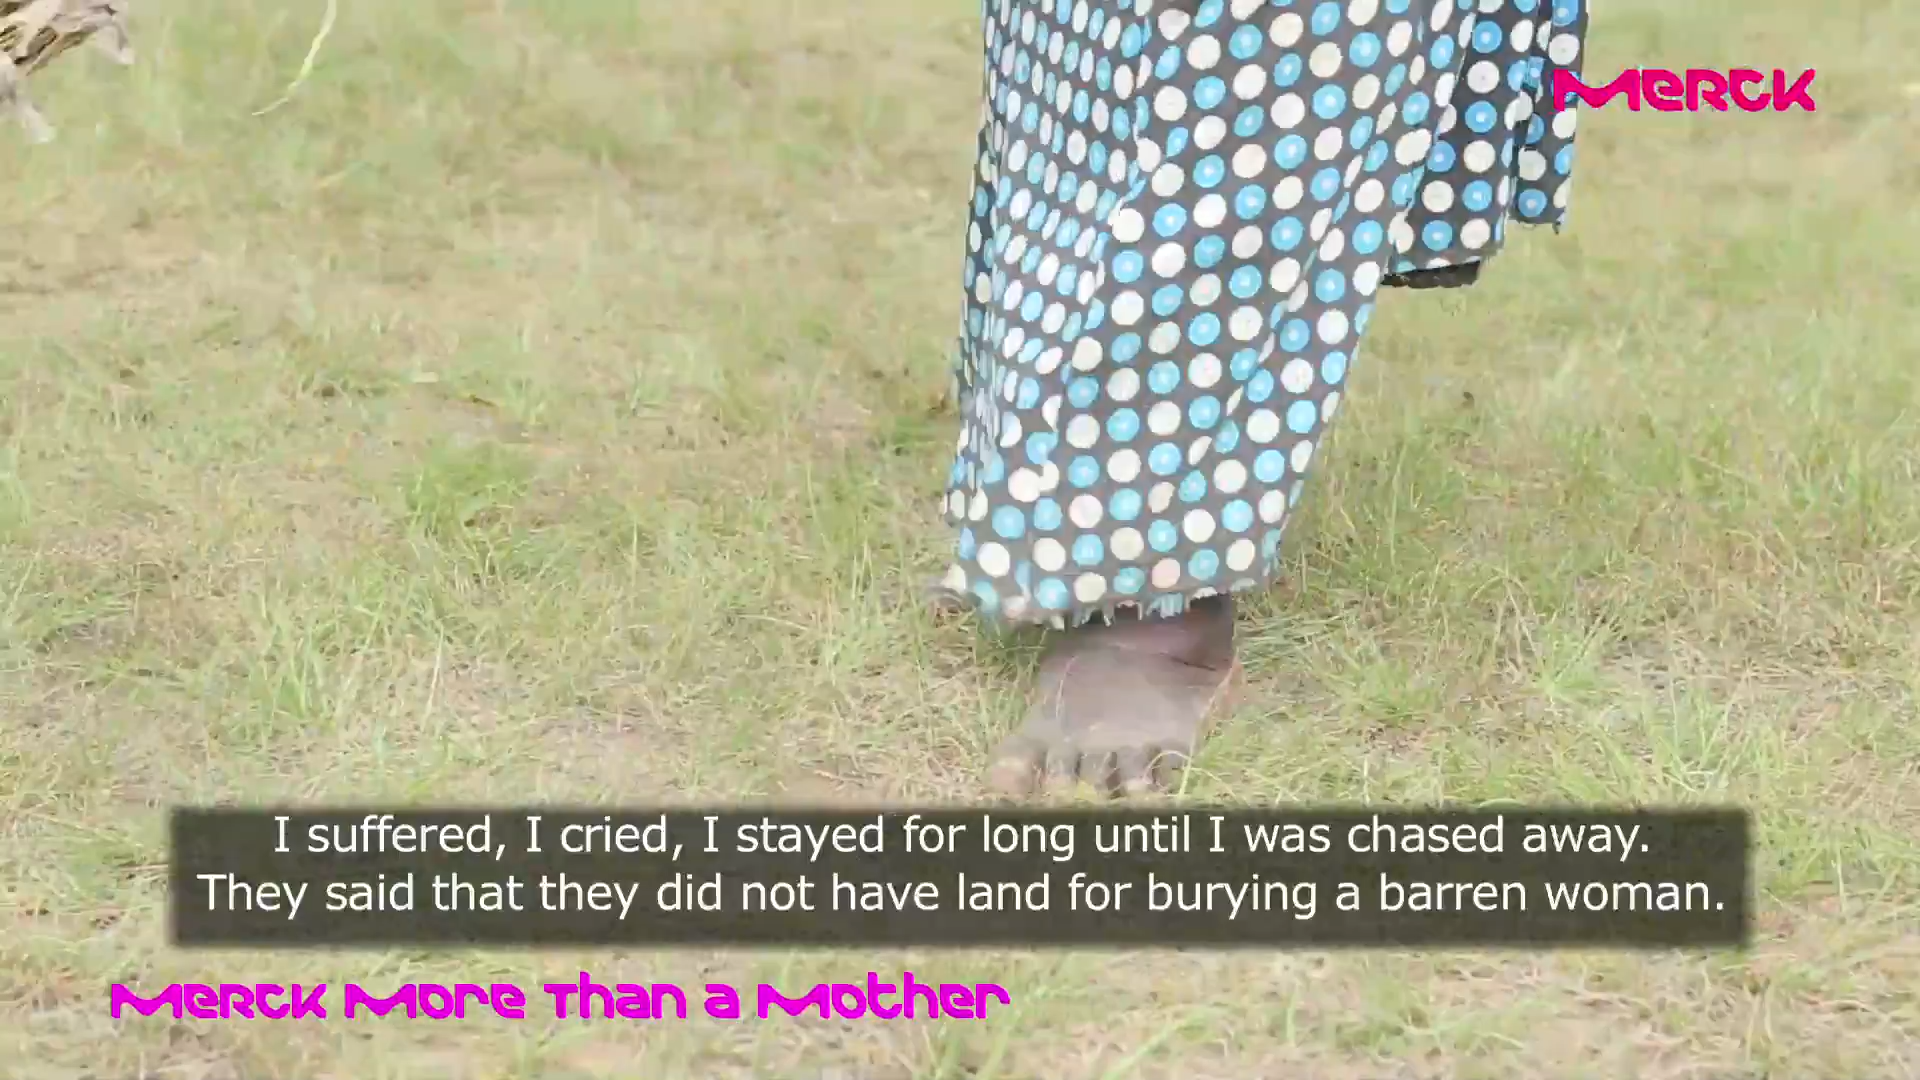 MERCK
I suffered, I cried, I stayed for long until I was chased away.
They said that they did not have land for burying a barren woman.
MERCK More Than a Mother